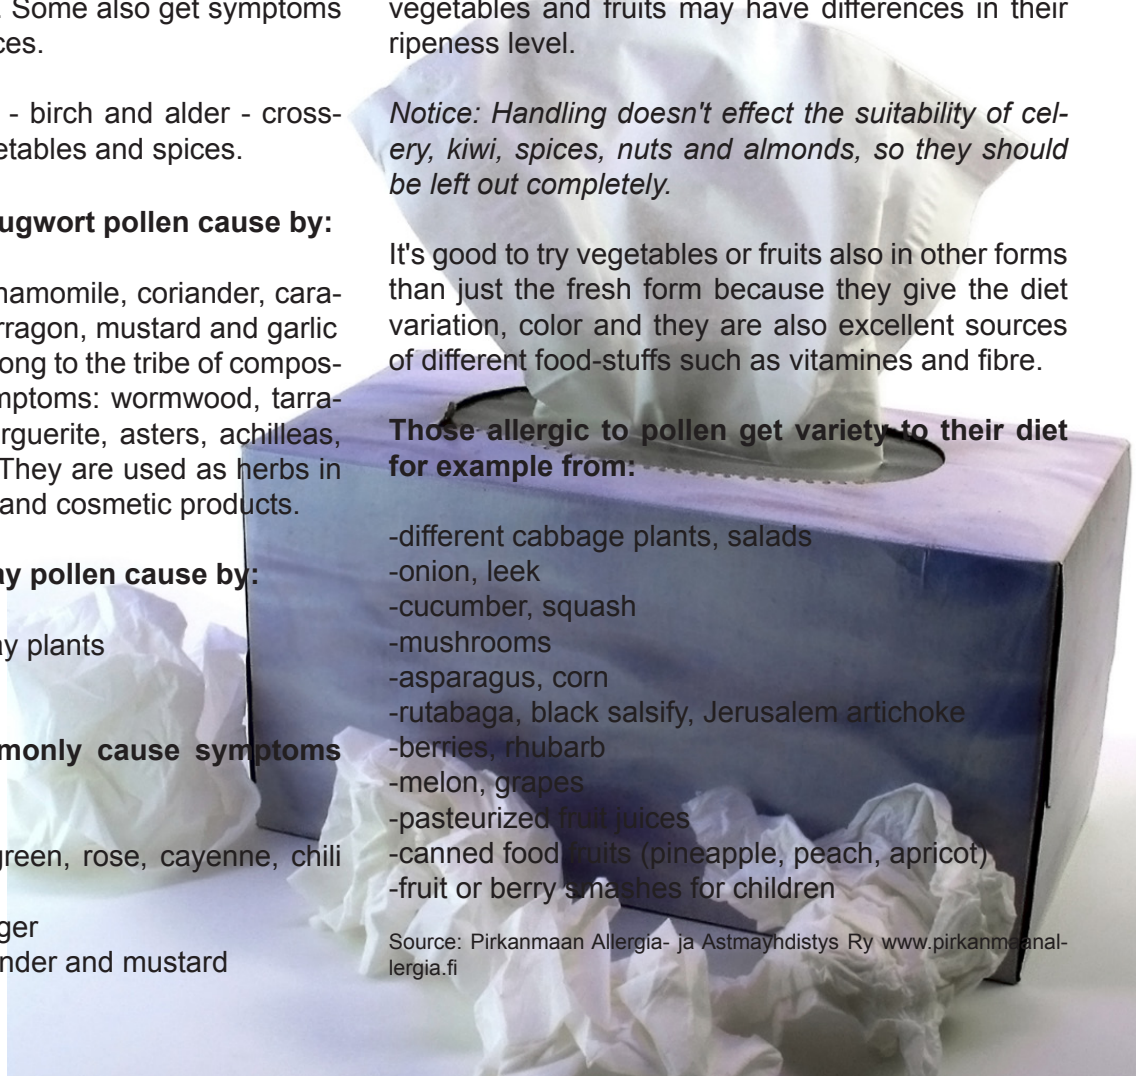 . Some also get symptoms
ces.
- birch and alder - cross-
etables and spices.
ugwort pollen cause by:
hamomile, coriander, cara-
rragon, mustard and garlic
ong to the tribe of compos-
mptoms: wormwood, tarra-
rguerite, asters, achilleas,
They are used as herbs in
and cosmetic products.
ay pollen cause by:
ay plants
monly cause symptoms
green, rose, cayenne, chili
ger
nder and mustard
vegetables and fruits may have differences in their
ripeness level.
Notice: Handling doesn't effect the suitability of cel-
ery, kiwi, spices, nuts and almonds, so they should
be left out completely.
It's good to try vegetables or fruits also in other forms
than just the fresh form because they give the diet
variation, color and they are also excellent sources
of different food-stuffs such as vitamines and fibre.
Those allergic to pollen get variety to their diet
for example from:
-different cabbage plants, salads
-onion, leek
-cucumber, squash
-mushrooms
-asparagus, corn
-rutabaga, black salsify, Jerusalem artichoke
-berries, rhubarb
-melon, grapes
-pasteurized fruit juices
-canned food fruits (pineapple, peach, apricot)
-fruit or berry smashes for children
Source: Pirkanmaan Allergia- ja Astmayhdistys Ry www.pirkanmaanal-
lergia.fi